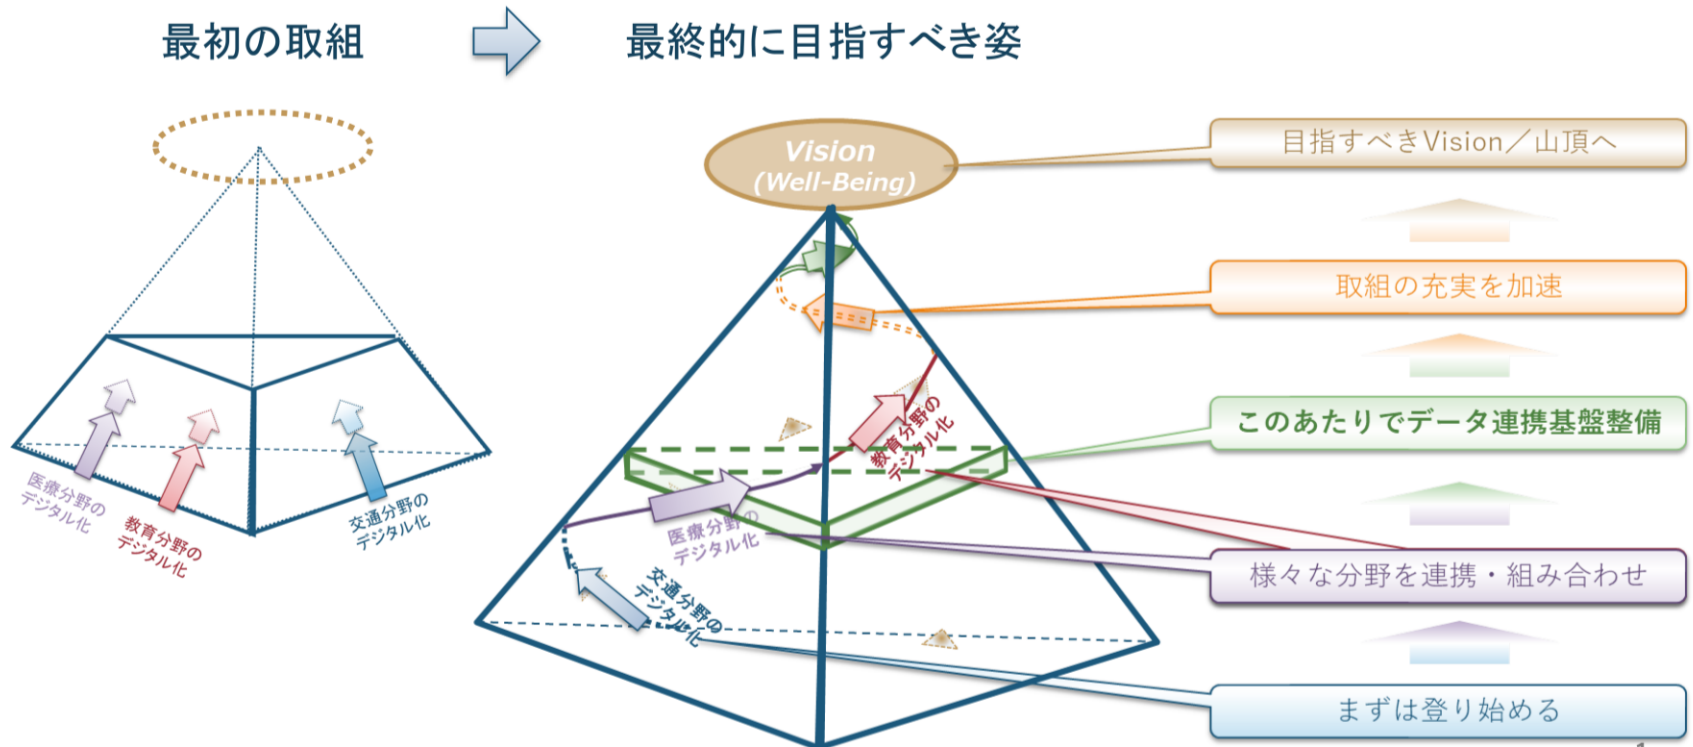 最初の取組
最終的に目指すべき姿
医療分野の
デジタル化
教育分野の
デジタル化
交通分野の
デジタル化
Vision
(Well-Being)
教育分野の
デジタル化
医療分野の
デジタル化
交通分野の
デジタル化
目指すべきVision／山頂へ
取組の充実を加速
このあたりでデータ連携基盤整備
様々な分野を連携・組み合わせ
まずは登り始める